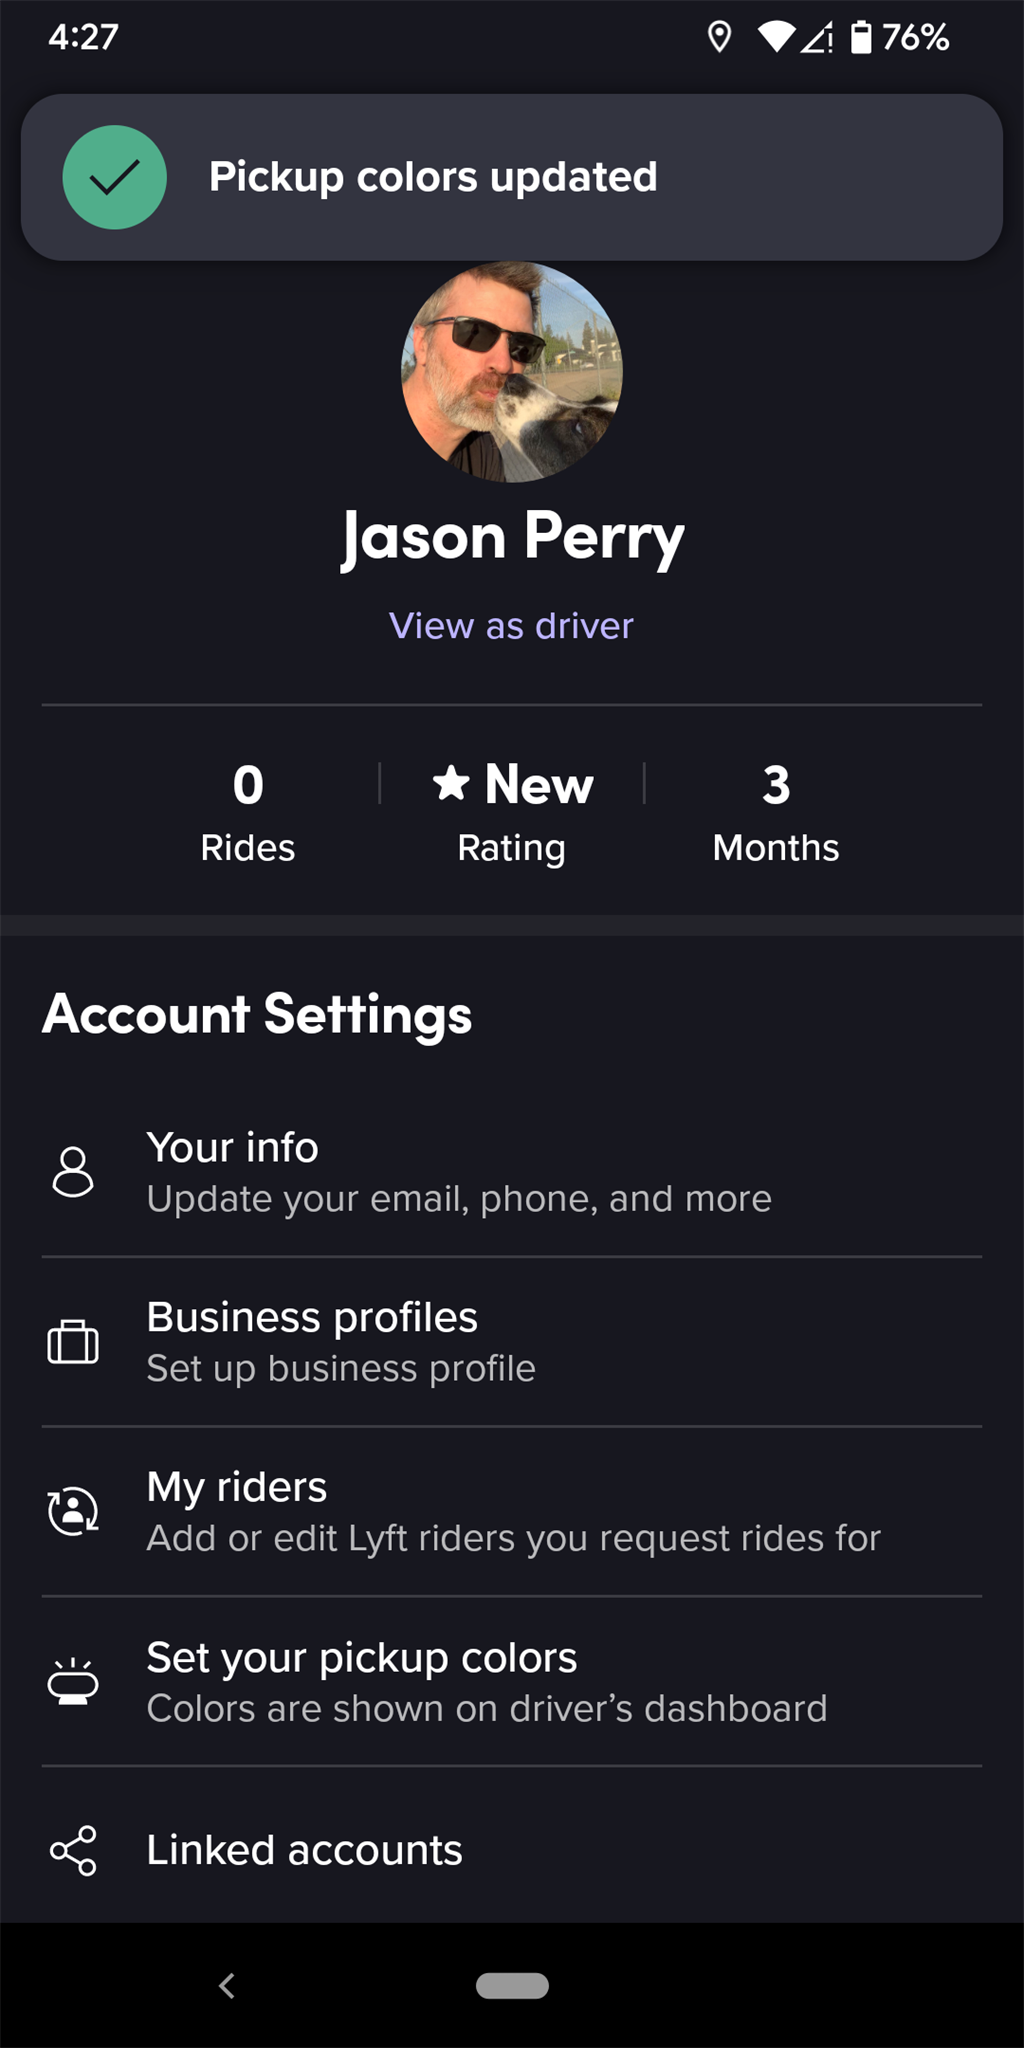 4:27
76%
Pickup colors updated
Jason Perry
View as driver
0
Rides
New
Rating
3
Months
Account Settings
Your info
Update your email, phone, and more
Business profiles
Set up business profile
My riders
Add or edit Lyft riders you request rides for
Set your pickup colors
Colors are shown on driver’s dashboard
Linked accounts